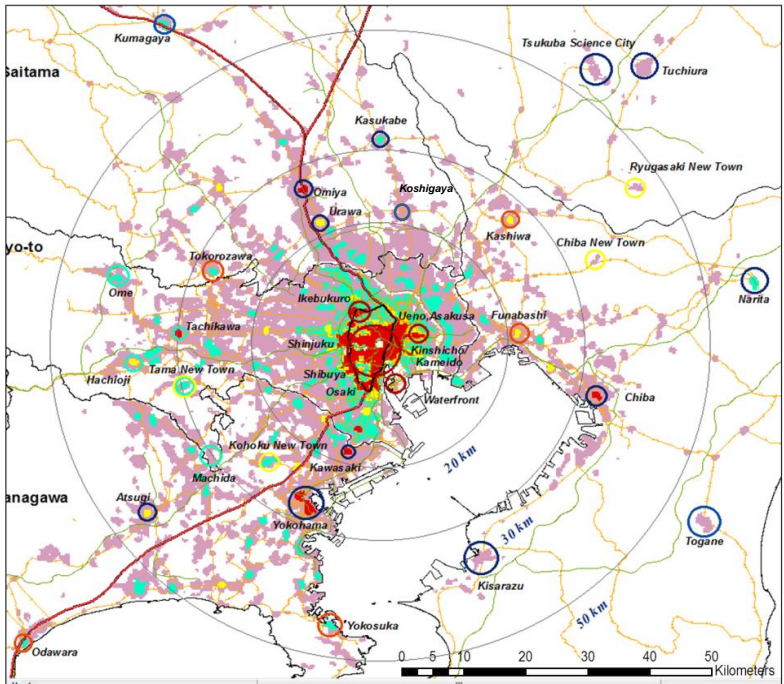 Kumagaya
Tsukuba Science City
Saitama
Tuchiura
Kasukabe
Ryugasaki New Town
Omiya
Koshigaya
Urawa
Kashiwa
Chiba New Town
yo-to
Tokorozawa
Ome
Narita
Ikebukuro
Ueno,Asakusa
Funabashi
Tachikawa
Shinjuku
Kinshicho/
Kameido
Hachioji
Tama New Town
Shibuya
Osaki
Waterfront
Chiba
Kohoku New Town
Kawasaki
20 km
Machida
anagawa
Atsugi
Yokohama
30 km
Togane
Kisarazu
50 km
Yokosuka
Odawara
0 5 10 20 30 40 50
Kilometers